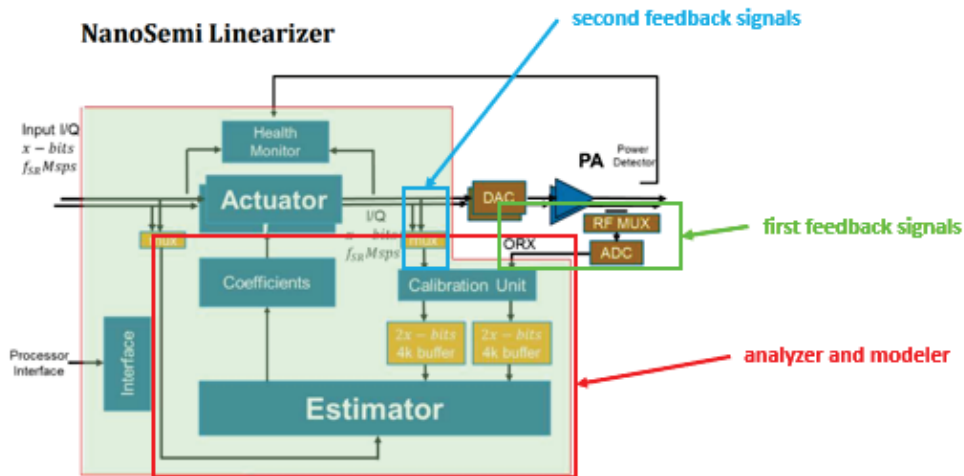 second feedback signals
NanoSemi Linearizer
Input I/Q
x − bits
f_SR Msps
Health
Monitor
Power
Detector
PA
Actuator
DAC
I/Q
x − bits
f_SR Msps
mux
mux
RF MUX
first feedback signals
ORX
ADC
Coefficients
Calibration Unit
2x − bits
4k buffer
2x − bits
4k buffer
Processor
Interface
Interface
analyzer and modeler
Estimator